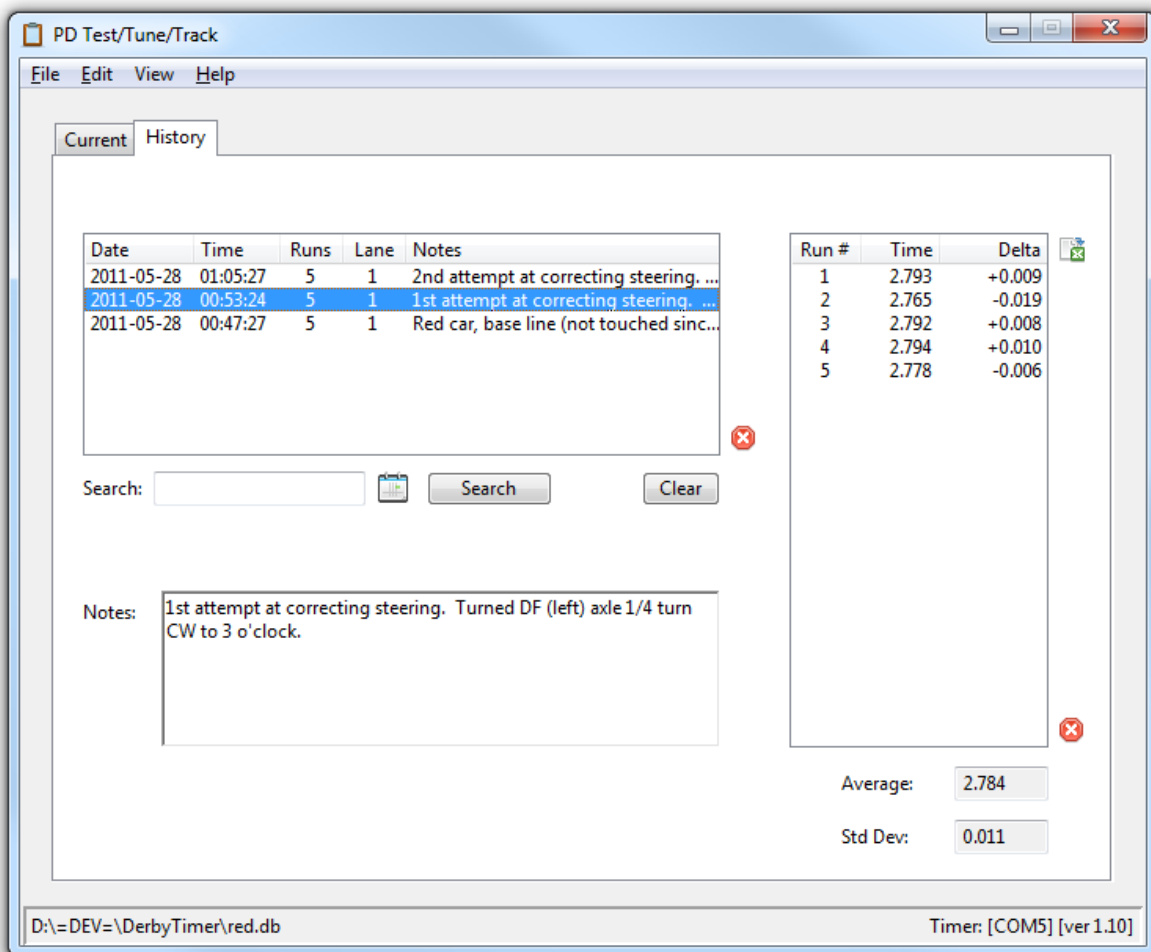 PD Test/Tune/Track
File Edit View Help
Current History
Date Time Runs Lane Notes
2011-05-28 01:05:27 5 1 2nd attempt at correcting steering. ...
2011-05-28 00:53:24 5 1 1st attempt at correcting steering. ...
2011-05-28 00:47:27 5 1 Red car, base line (not touched sinc...
Run # Time Delta
1 2.793 +0.009
2 2.765 -0.019
3 2.792 +0.008
4 2.794 +0.010
5 2.778 -0.006
Search: Search Clear
Notes: 1st attempt at correcting steering. Turned DF (left) axle 1/4 turn
CW to 3 o'clock.
Average: 2.784
Std Dev: 0.011
D:\=DEV=\DerbyTimer\red.db Timer: [COM5] [ver 1.10]